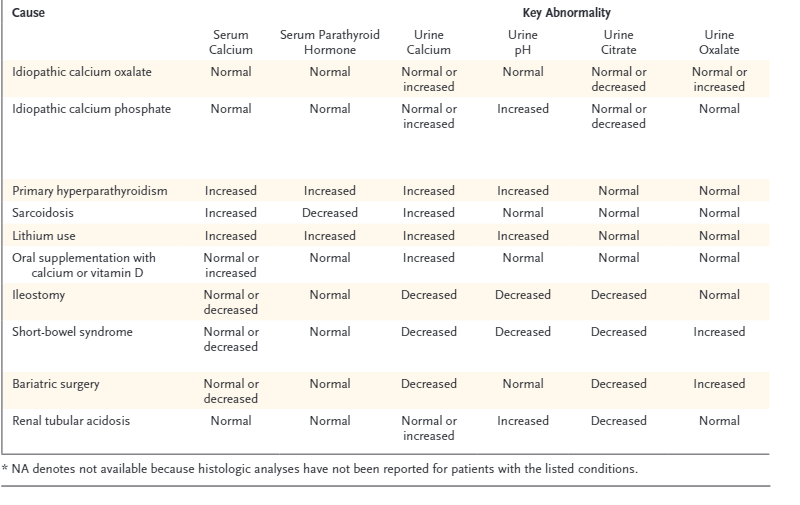 Cause Key Abnormality
Serum Serum Parathyroid Urine Urine Urine Urine
Calcium Hormone Calcium pH Citrate Oxalate
Idiopathic calcium oxalate Normal Normal Normal or Normal Normal or Normal or
increased decreased increased
Idiopathic calcium phosphate Normal Normal Normal or Increased Normal or Normal
increased decreased
Primary hyperparathyroidism Increased Increased Increased Increased Normal Normal
Sarcoidosis Increased Decreased Increased Normal Normal Normal
Lithium use Increased Increased Increased Increased Normal Normal
Oral supplementation with Normal or Normal Increased Normal Normal Normal
calcium or vitamin D increased
Ileostomy Normal or Normal Decreased Decreased Decreased Normal
decreased
Short-bowel syndrome Normal or Normal Decreased Decreased Decreased Increased
decreased
Bariatric surgery Normal or Normal Decreased Normal Decreased Increased
decreased
Renal tubular acidosis Normal Normal Normal or Increased Decreased Normal
increased
* NA denotes not available because histologic analyses have not been reported for patients with the listed conditions.